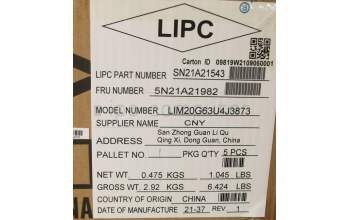 LIPC
Carton ID 09819W2109060001
LIPC PART NUMBER SN21A21543
FRU NUMBER 5N21A21982
MODEL NUMBER LIM20G63U4J3873
SUPPLIER NAME CNY
ADDRESS San Zhong Guan Li Qu
Qing Xi, Dong Guan, China
PALLET NO. PKG Q'TY 5 PCS
NET WT. 0.475 KGS 1.045 LBS
GROSS WT. 2.92 KGS 6.424 LBS
COUNTRY OF ORIGIN CHINA
DATE OF MANUFACTURE 21-37 REV 1